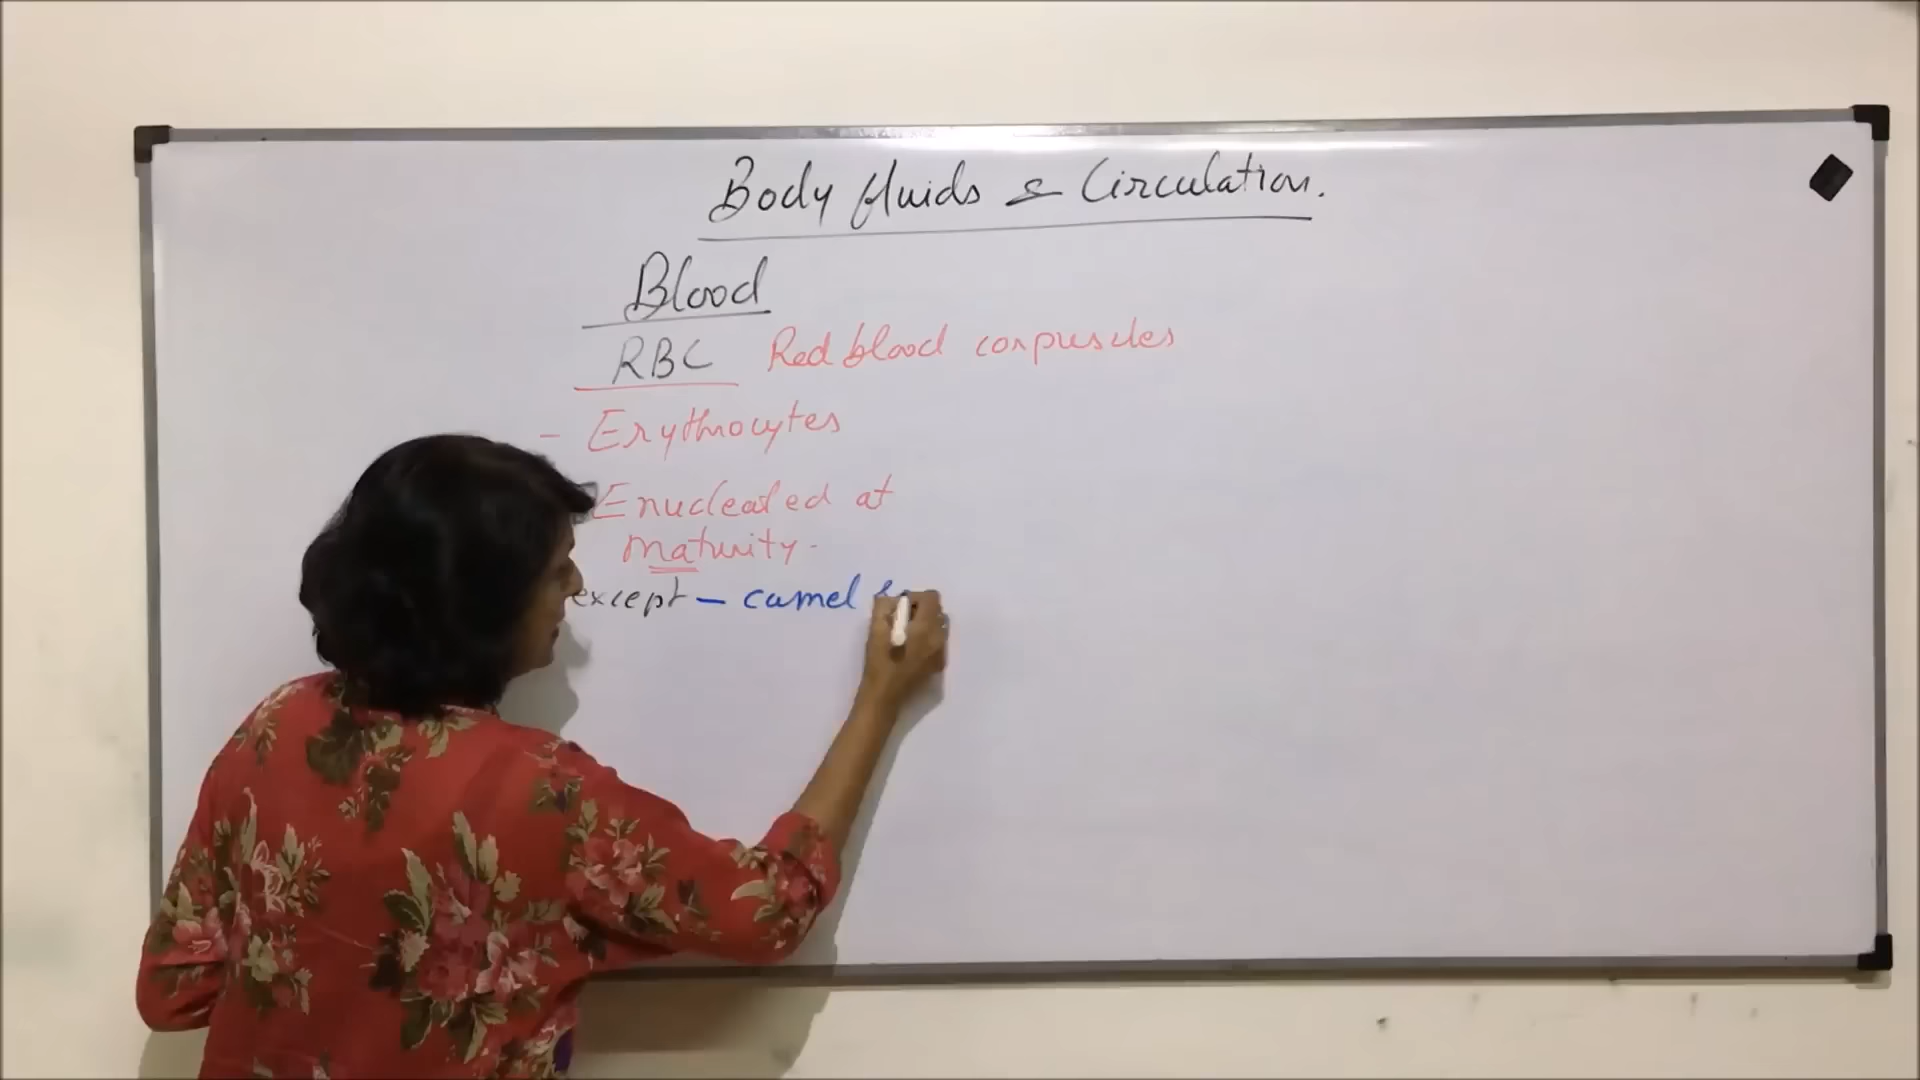 Body fluids & Circulation.
Blood
RBC Red blood corpuscles
- Erythrocytes
Enucleated at
maturity.
except - camel